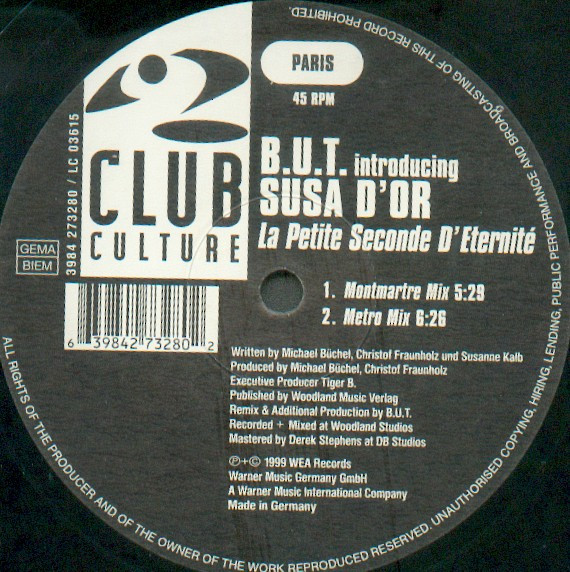 PARIS
45 RPM
CLUB
CULTURE
3984 273280 / LC 03615
GEMA
BIEM
B.U.T. introducing
SUSA D'OR
La Petite Seconde D'Eternité
1. Montmartre Mix 5:29
2. Metro Mix 6:26
6 39842 73280 2
Written by Michael Büchel, Christof Fraunholz und Susanne Kalb
Produced by Michael Büchel, Christof Fraunholz
Executive Producer Tiger B.
Published by Woodland Music Verlag
Remix & Additional Production by B.U.T.
Recorded + Mixed at Woodland Studios
Mastered by Derek Stephens at DB Studios
℗+© 1999 WEA Records
Warner Music Germany GmbH
A Warner Music International Company
Made in Germany
ALL RIGHTS OF THE PRODUCER AND OF THE OWNER OF THE WORK REPRODUCED RESERVED. UNAUTHORISED COPYING, HIRING, LENDING, PUBLIC PERFORMANCE AND BROADCASTING OF THIS RECORD PROHIBITED.